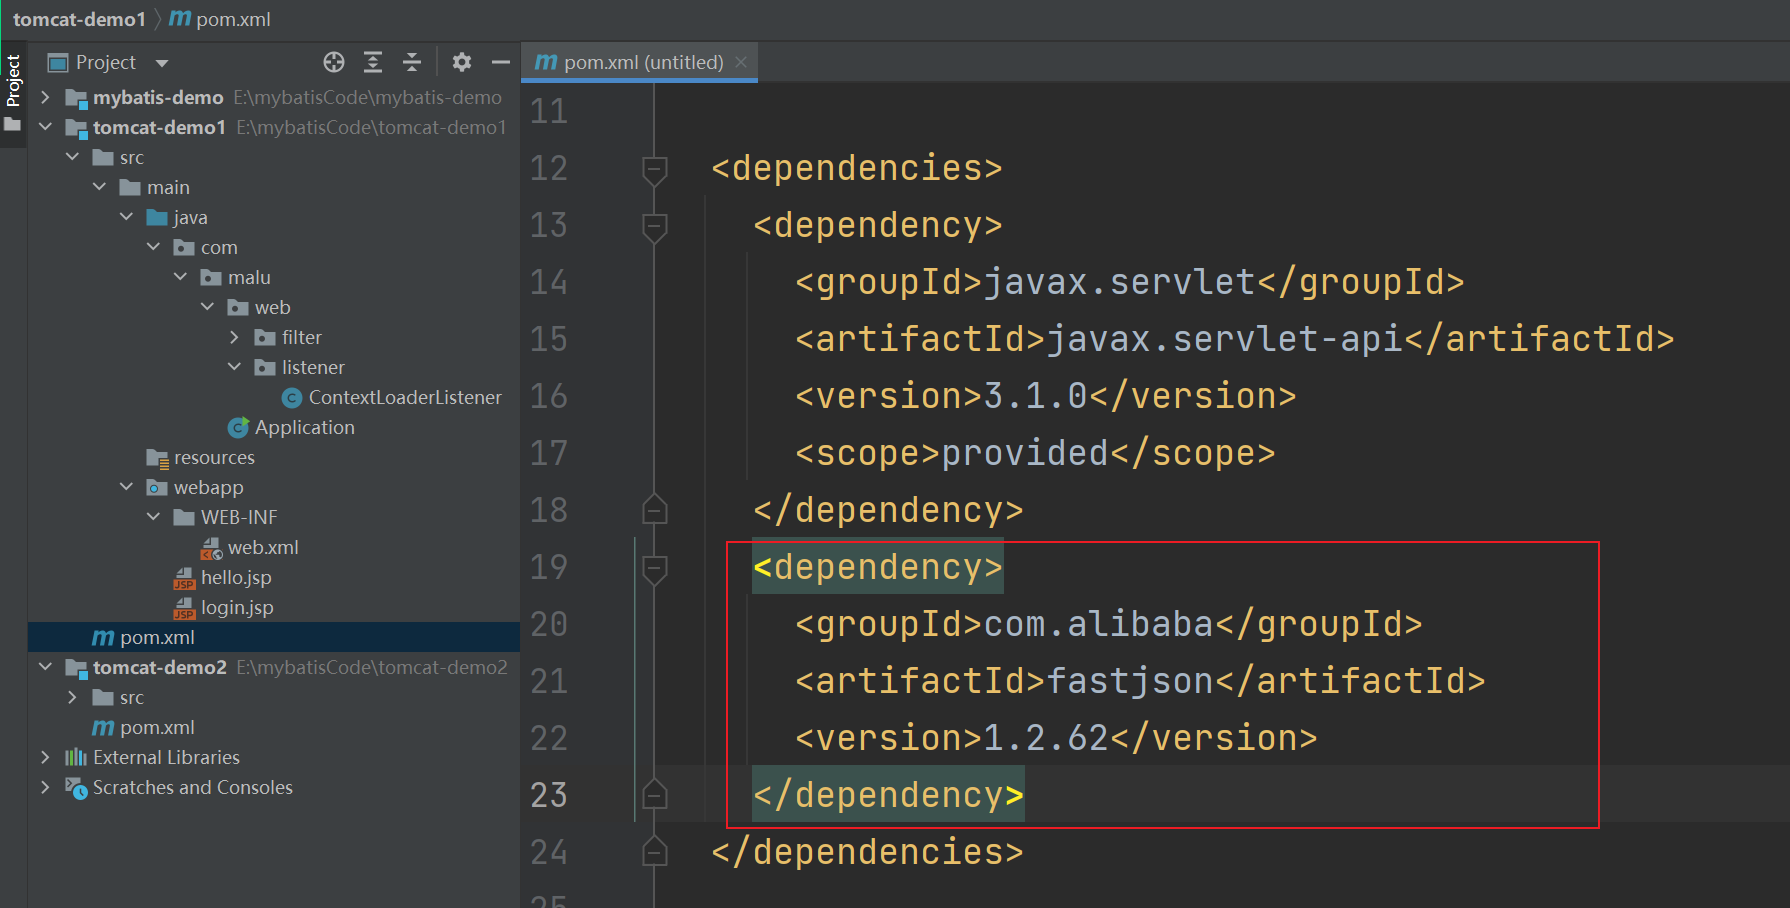 tomcat-demo1 〉 m pom.xml
Project
Project
mybatis-demo E:\mybatisCode\mybatis-demo
tomcat-demo1 E:\mybatisCode\tomcat-demo1
src
main
java
com
malu
web
filter
listener
C ContextLoaderListener
C Application
resources
webapp
WEB-INF
web.xml
JSP hello.jsp
JSP login.jsp
m pom.xml
tomcat-demo2 E:\mybatisCode\tomcat-demo2
src
m pom.xml
External Libraries
Scratches and Consoles
m pom.xml (untitled)
11
12 <dependencies>
13 <dependency>
14 <groupId>javax.servlet</groupId>
15 <artifactId>javax.servlet-api</artifactId>
16 <version>3.1.0</version>
17 <scope>provided</scope>
18 </dependency>
19 <dependency>
20 <groupId>com.alibaba</groupId>
21 <artifactId>fastjson</artifactId>
22 <version>1.2.62</version>
23 </dependency>
24 </dependencies>
25